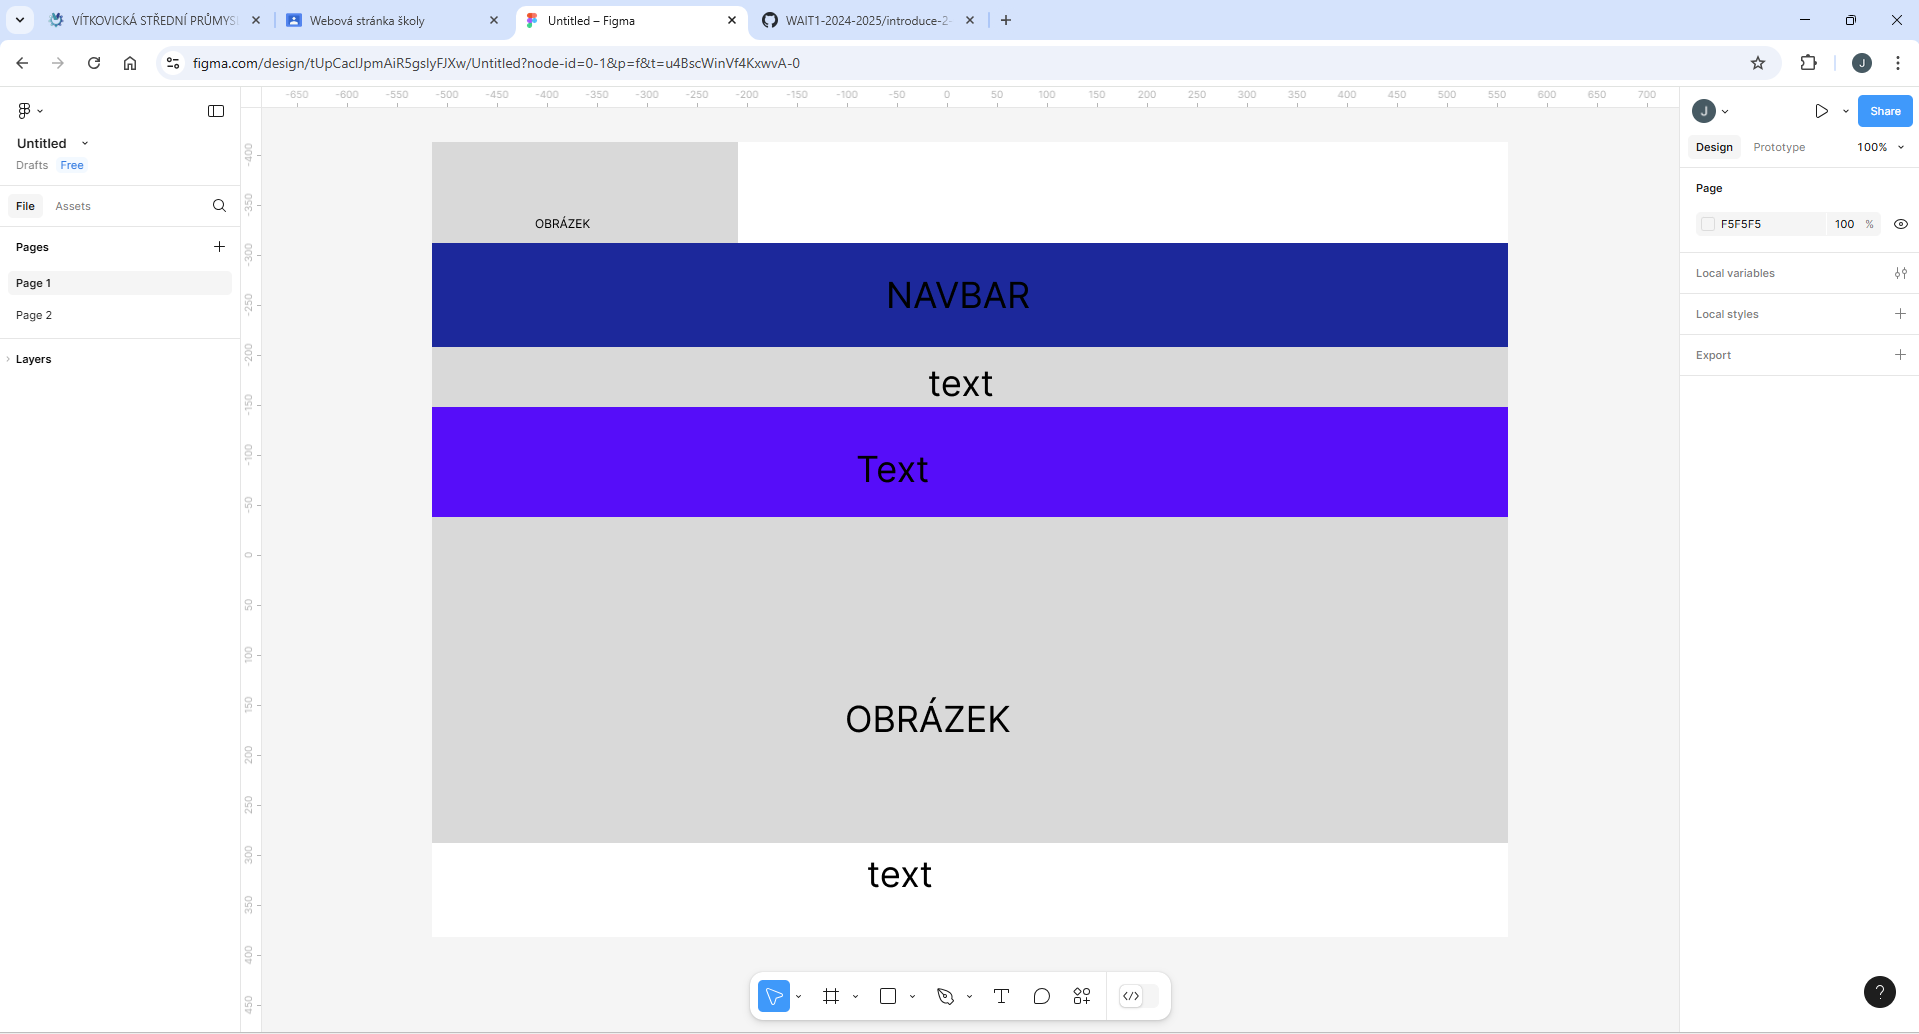 VÍTKOVICKÁ STŘEDNÍ PRŮMYS
Webová stránka školy
Untitled – Figma
WAIT1-2024-2025/introduce-2-
figma.com/design/tUpCaclJpmAiR5gslyFJXw/Untitled?node-id=0-1&p=f&t=u4BscWinVf4KxwvA-0
J
-650 -600 -550 -500 -450 -400 -350 -300 -250 -200 -150 -100 -50 0 50 100 150 200 250 300 350 400 450 500 550 600 650 700
Untitled
Drafts Free
File Assets
Pages
Page 1
Page 2
Layers
-400
-350
-300
-250
-200
-150
-100
-50
0
50
100
150
200
250
300
350
400
450
OBRÁZEK
NAVBAR
text
Text
OBRÁZEK
text
J
Share
Design Prototype 100%
Page
F5F5F5 100 %
Local variables
Local styles
Export
?